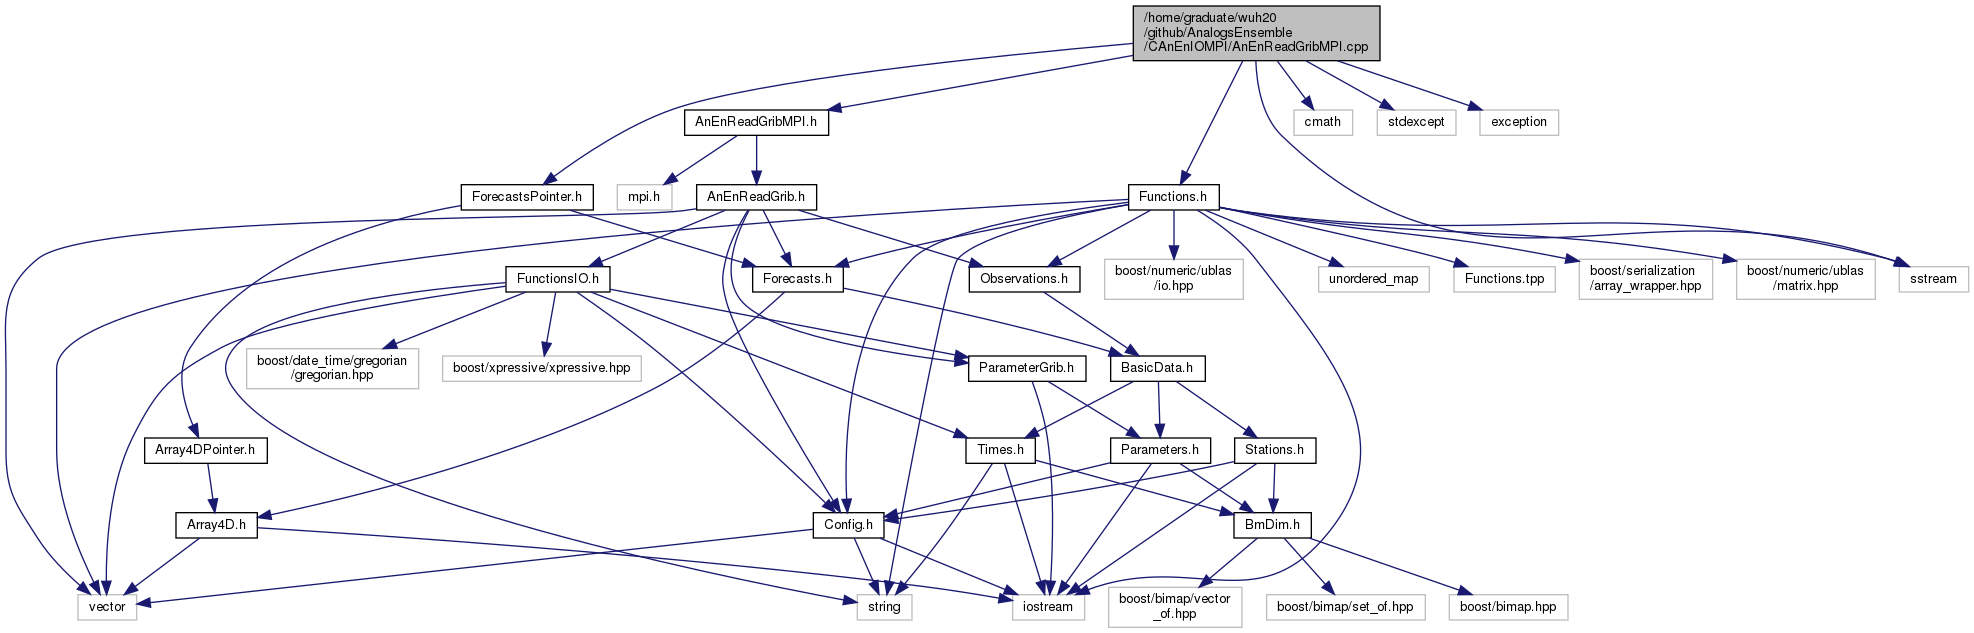 /home/graduate/wuh20
/github/AnalogsEnsemble
/CAnEnIOMPI/AnEnReadGribMPI.cpp
AnEnReadGribMPI.h
cmath
stdexcept
exception
ForecastsPointer.h
mpi.h
AnEnReadGrib.h
Functions.h
FunctionsIO.h
Forecasts.h
Observations.h
boost/numeric/ublas
/io.hpp
unordered_map
Functions.tpp
boost/serialization
/array_wrapper.hpp
boost/numeric/ublas
/matrix.hpp
sstream
boost/date_time/gregorian
/gregorian.hpp
boost/xpressive/xpressive.hpp
ParameterGrib.h
BasicData.h
Array4DPointer.h
Times.h
Parameters.h
Stations.h
Array4D.h
Config.h
BmDim.h
vector
string
iostream
boost/bimap/vector
_of.hpp
boost/bimap/set_of.hpp
boost/bimap.hpp